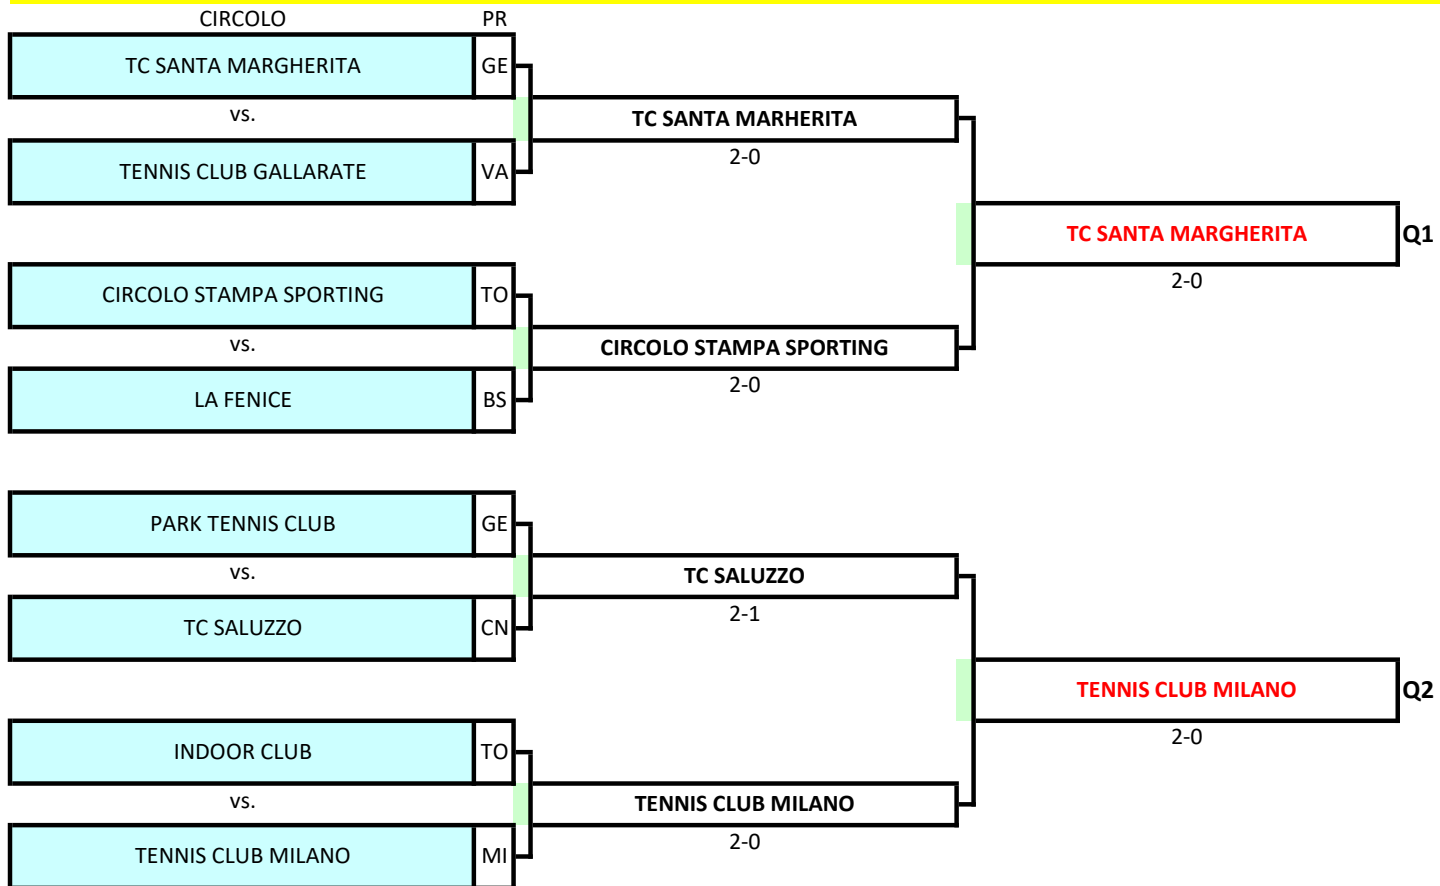 CIRCOLO PR
TC SANTA MARGHERITA GE
vs.
TC SANTA MARHERITA
2-0
TENNIS CLUB GALLARATE VA
TC SANTA MARGHERITA Q1
2-0
CIRCOLO STAMPA SPORTING TO
vs.
CIRCOLO STAMPA SPORTING
2-0
LA FENICE BS
PARK TENNIS CLUB GE
vs.
TC SALUZZO
2-1
TC SALUZZO CN
TENNIS CLUB MILANO Q2
2-0
INDOOR CLUB TO
vs.
TENNIS CLUB MILANO
2-0
TENNIS CLUB MILANO MI